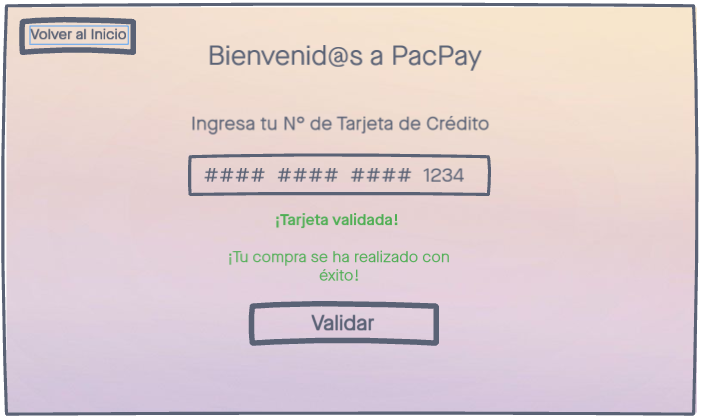 Volver al Inicio
Bienvenid@s a PacPay
Ingresa tu Nº de Tarjeta de Crédito
#### #### #### 1234
¡Tarjeta validada!
¡Tu compra se ha realizado con
éxito!
Validar